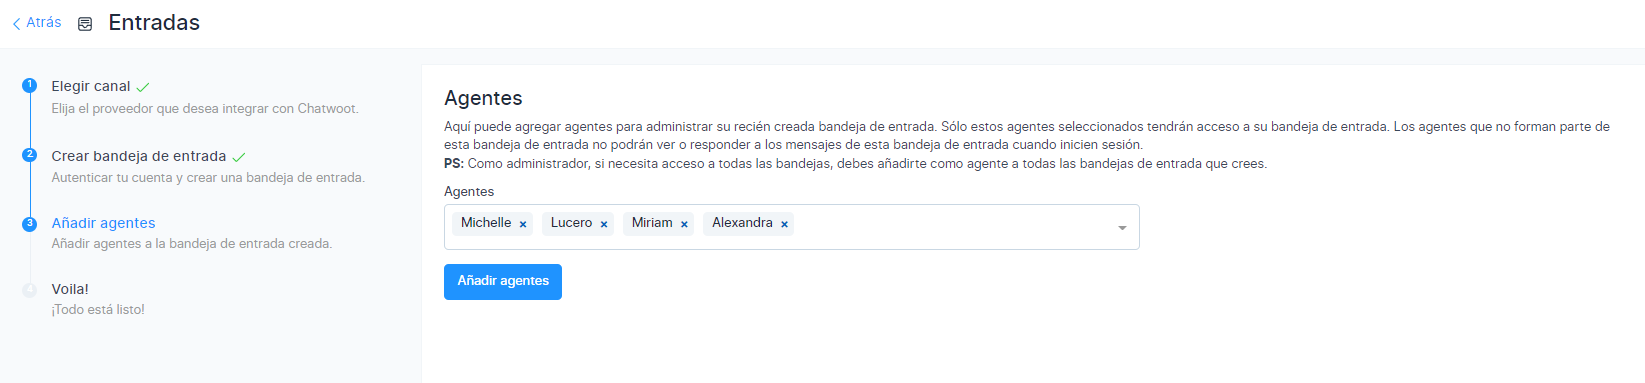 Atrás
Entradas
1
Elegir canal
Elija el proveedor que desea integrar con Chatwoot.
2
Crear bandeja de entrada
Autenticar tu cuenta y crear una bandeja de entrada.
3
Añadir agentes
Añadir agentes a la bandeja de entrada creada.
4
Voila!
¡Todo está listo!
Agentes
Aquí puede agregar agentes para administrar su recién creada bandeja de entrada. Sólo estos agentes seleccionados tendrán acceso a su bandeja de entrada. Los agentes que no forman parte de
esta bandeja de entrada no podrán ver o responder a los mensajes de esta bandeja de entrada cuando inicien sesión.
PS: Como administrador, si necesita acceso a todas las bandejas, debes añadirte como agente a todas las bandejas de entrada que crees.
Agentes
Michelle × Lucero × Miriam × Alexandra ×
Añadir agentes